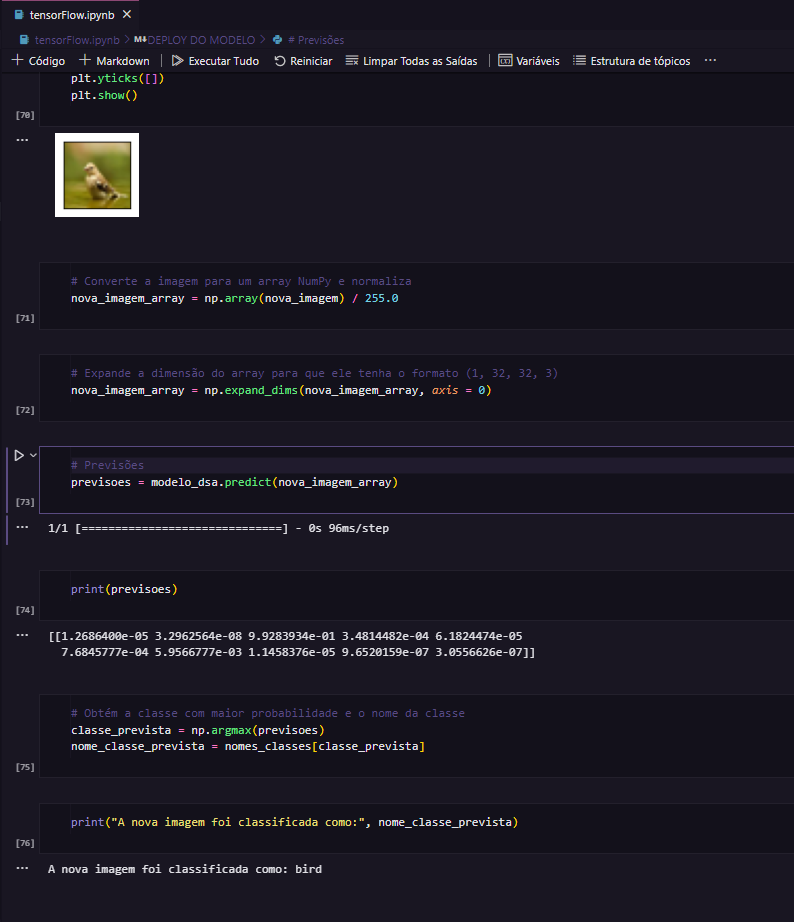 tensorFlow.ipynb
tensorFlow.ipynb > M↓ DEPLOY DO MODELO > # Previsões
+ Código + Markdown | Executar Tudo Reiniciar Limpar Todas as Saídas | Variáveis Estrutura de tópicos ...
plt.yticks([])
plt.show()
[70]
...
# Converte a imagem para um array NumPy e normaliza
nova_imagem_array = np.array(nova_imagem) / 255.0
[71]
# Expande a dimensão do array para que ele tenha o formato (1, 32, 32, 3)
nova_imagem_array = np.expand_dims(nova_imagem_array, axis = 0)
[72]
# Previsões
previsoes = modelo_dsa.predict(nova_imagem_array)
[73]
... 1/1 [==============================] - 0s 96ms/step
print(previsoes)
[74]
... [[1.2686400e-05 3.2962564e-08 9.9283934e-01 3.4814482e-04 6.1824474e-05
7.6845777e-04 5.9566777e-03 1.1458376e-05 9.6520159e-07 3.0556626e-07]]
# Obtém a classe com maior probabilidade e o nome da classe
classe_prevista = np.argmax(previsoes)
nome_classe_prevista = nomes_classes[classe_prevista]
[75]
print("A nova imagem foi classificada como:", nome_classe_prevista)
[76]
... A nova imagem foi classificada como: bird